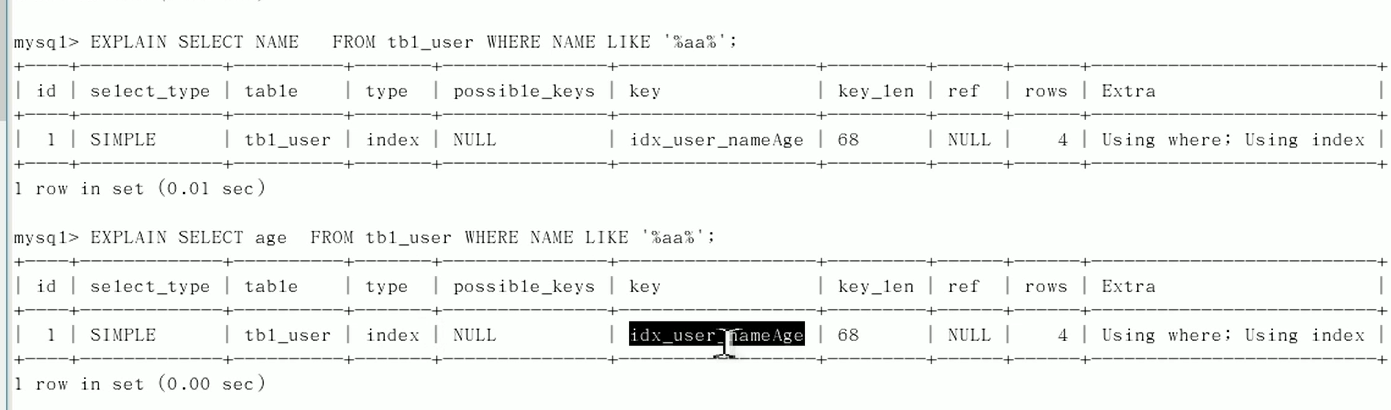 mysql> EXPLAIN SELECT NAME   FROM tbl_user WHERE NAME LIKE '%aa%';
+----+-------------+----------+-------+---------------+------------------+---------+------+------+--------------------------+
| id | select_type | table    | type  | possible_keys | key              | key_len | ref  | rows | Extra                    |
+----+-------------+----------+-------+---------------+------------------+---------+------+------+--------------------------+
|  1 | SIMPLE      | tbl_user | index | NULL          | idx_user_nameAge | 68      | NULL |    4 | Using where; Using index |
+----+-------------+----------+-------+---------------+------------------+---------+------+------+--------------------------+
1 row in set (0.01 sec)
mysql> EXPLAIN SELECT age  FROM tbl_user WHERE NAME LIKE '%aa%';
+----+-------------+----------+-------+---------------+------------------+---------+------+------+--------------------------+
| id | select_type | table    | type  | possible_keys | key              | key_len | ref  | rows | Extra                    |
+----+-------------+----------+-------+---------------+------------------+---------+------+------+--------------------------+
|  1 | SIMPLE      | tbl_user | index | NULL          | idx_user_nameAge | 68      | NULL |    4 | Using where; Using index |
+----+-------------+----------+-------+---------------+------------------+---------+------+------+--------------------------+
1 row in set (0.00 sec)